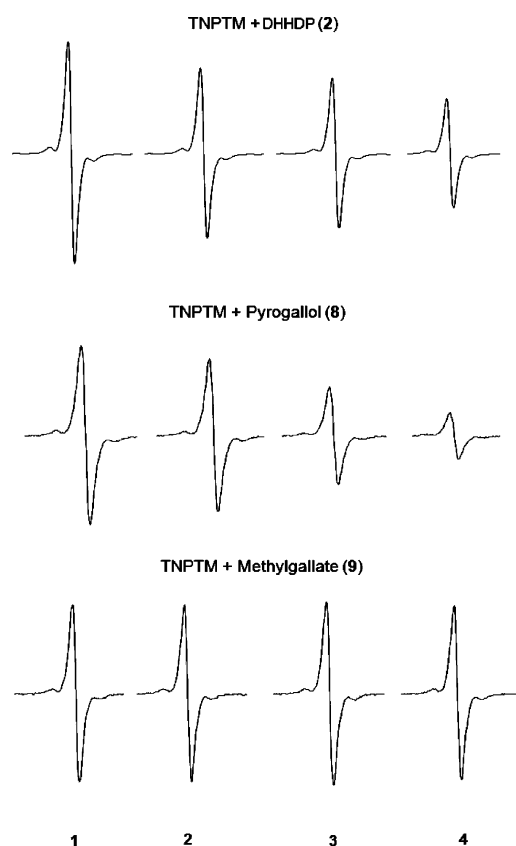 TNPTM + DHHDP (2)
TNPTM + Pyrogallol (8)
TNPTM + Methylgallate (9)
1 2 3 4